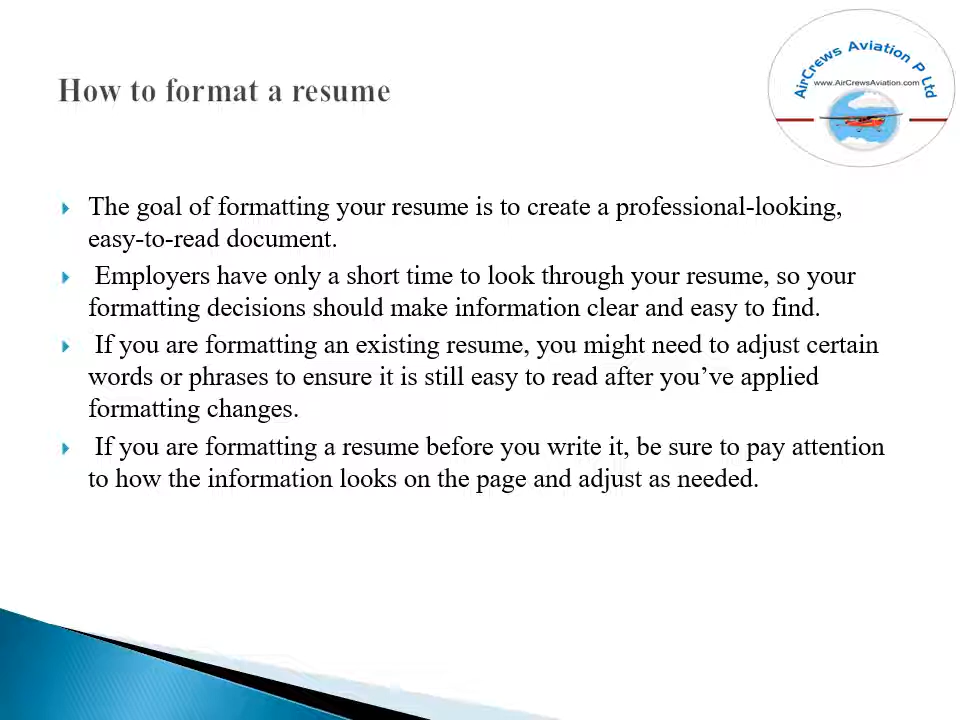 AirCrews Aviation P Ltd
www.AirCrewsAviation.com
How to format a resume
The goal of formatting your resume is to create a professional-looking,
easy-to-read document.
Employers have only a short time to look through your resume, so your
formatting decisions should make information clear and easy to find.
If you are formatting an existing resume, you might need to adjust certain
words or phrases to ensure it is still easy to read after you’ve applied
formatting changes.
If you are formatting a resume before you write it, be sure to pay attention
to how the information looks on the page and adjust as needed.